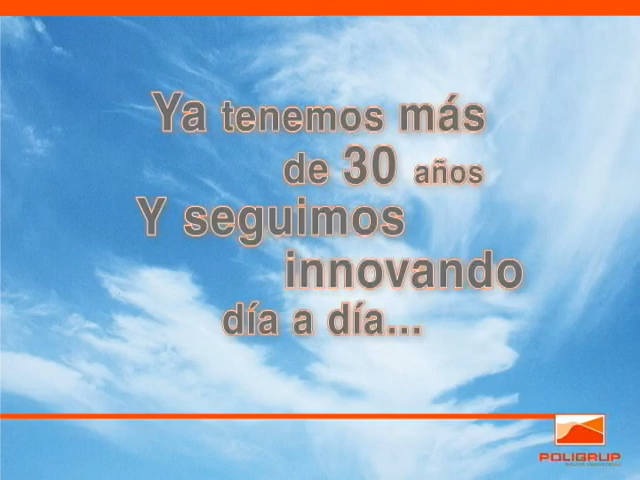 Ya tenemos más
de 30 años
Y seguimos
innovando
día a día...
POLIGRUP